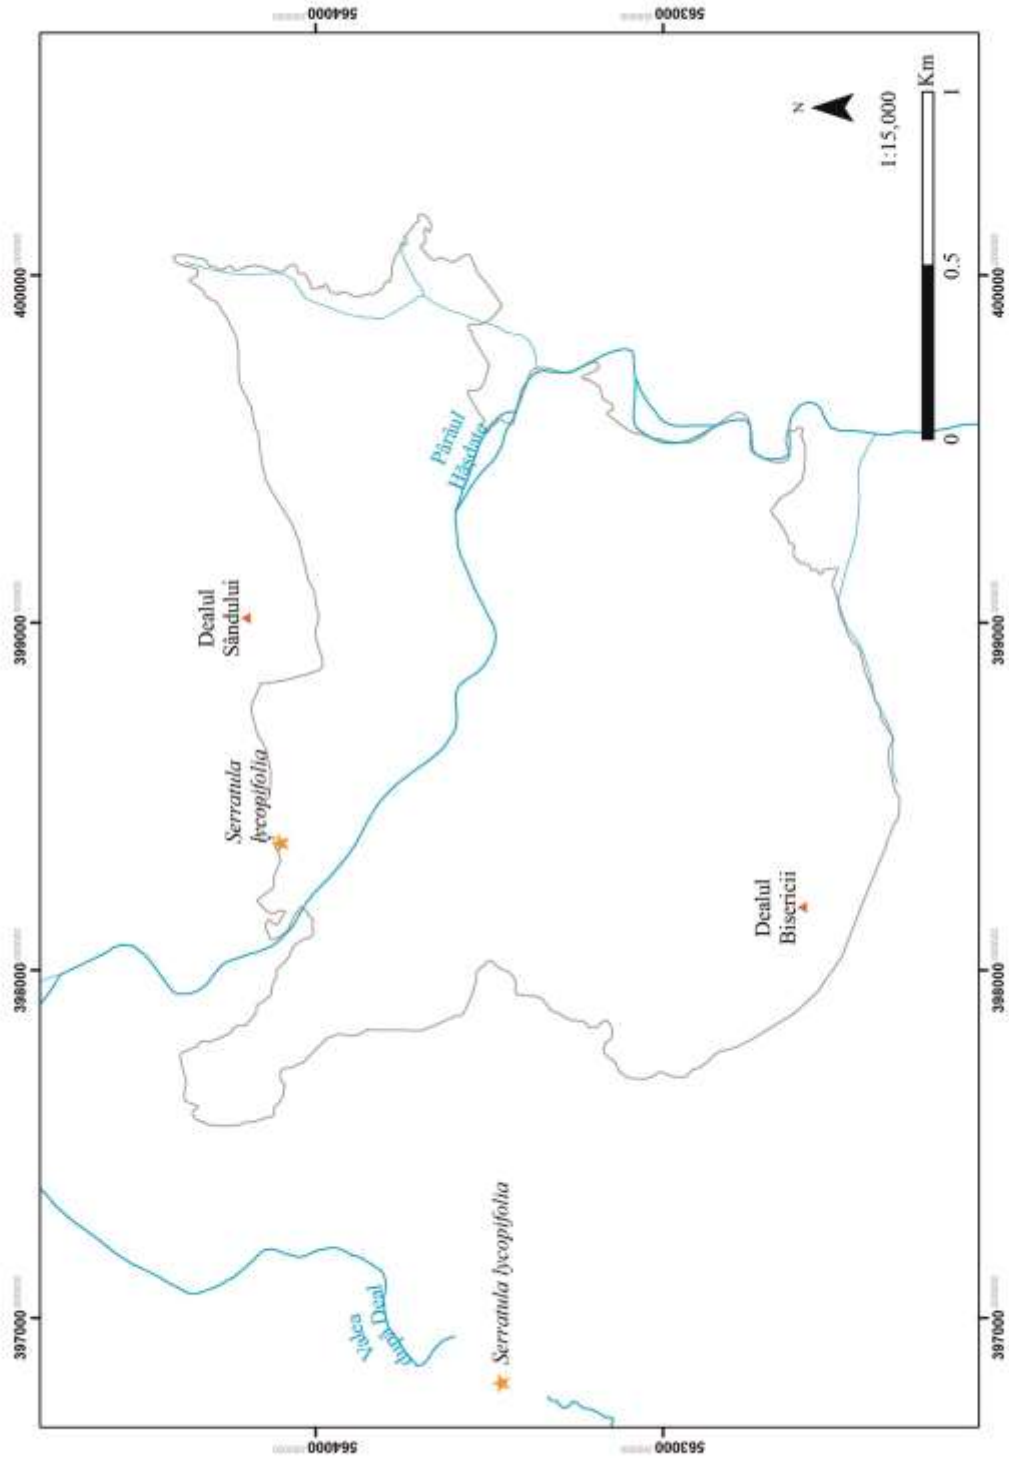 397000 398000 399000 400000
Dealul
Sândului
Serratula
lycopifolia
564000 564000
Valea
după Deal
Pârâul
Hășdate
Serratula lycopifolia
563000 563000
Dealul
Bisericii
N
1:15,000
Km
0 0.5 1
397000 398000 399000 400000